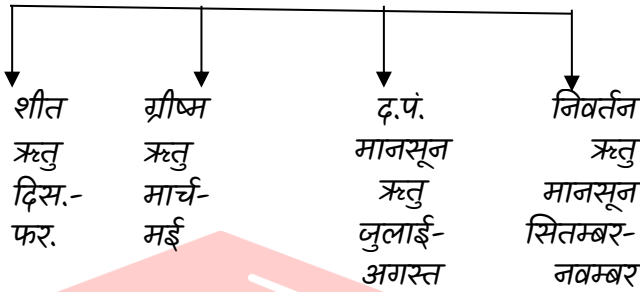 शीत
ऋतु
दिस.-
फर.
ग्रीष्म
ऋतु
मार्च-
मई
द.पं.
मानसून
ऋतु
जुलाई-
अगस्त
निवर्तन
ऋतु
मानसून
सितम्बर-
नवम्बर